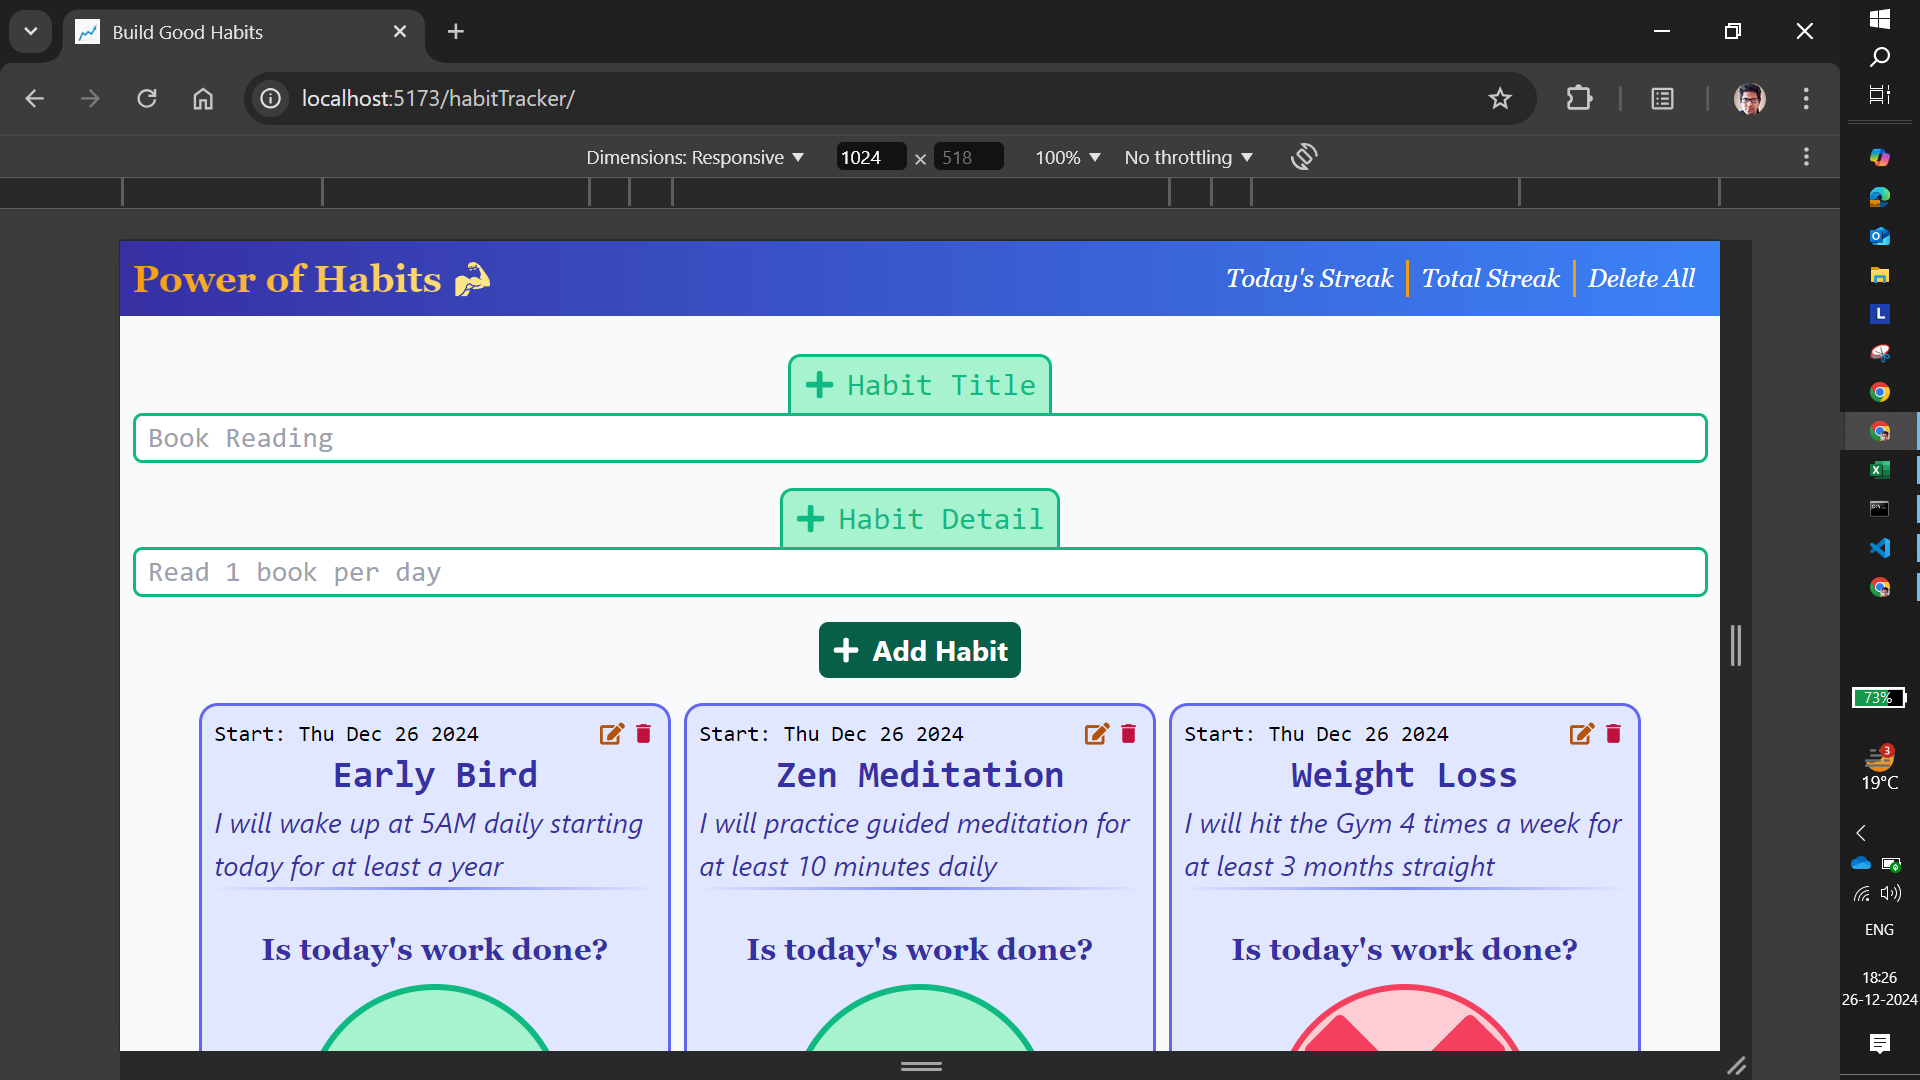 Build Good Habits
localhost:5173/habitTracker/
Dimensions: Responsive 1024 × 518 100% No throttling
Power of Habits
Today's Streak Total Streak Delete All
Habit Title
Book Reading
Habit Detail
Read 1 book per day
Add Habit
Start: Thu Dec 26 2024
Early Bird
I will wake up at 5AM daily starting
today for at least a year
Is today's work done?
Start: Thu Dec 26 2024
Zen Meditation
I will practice guided meditation for
at least 10 minutes daily
Is today's work done?
Start: Thu Dec 26 2024
Weight Loss
I will hit the Gym 4 times a week for
at least 3 months straight
Is today's work done?
L
73%
3
19°C
ENG
18:26
26-12-2024